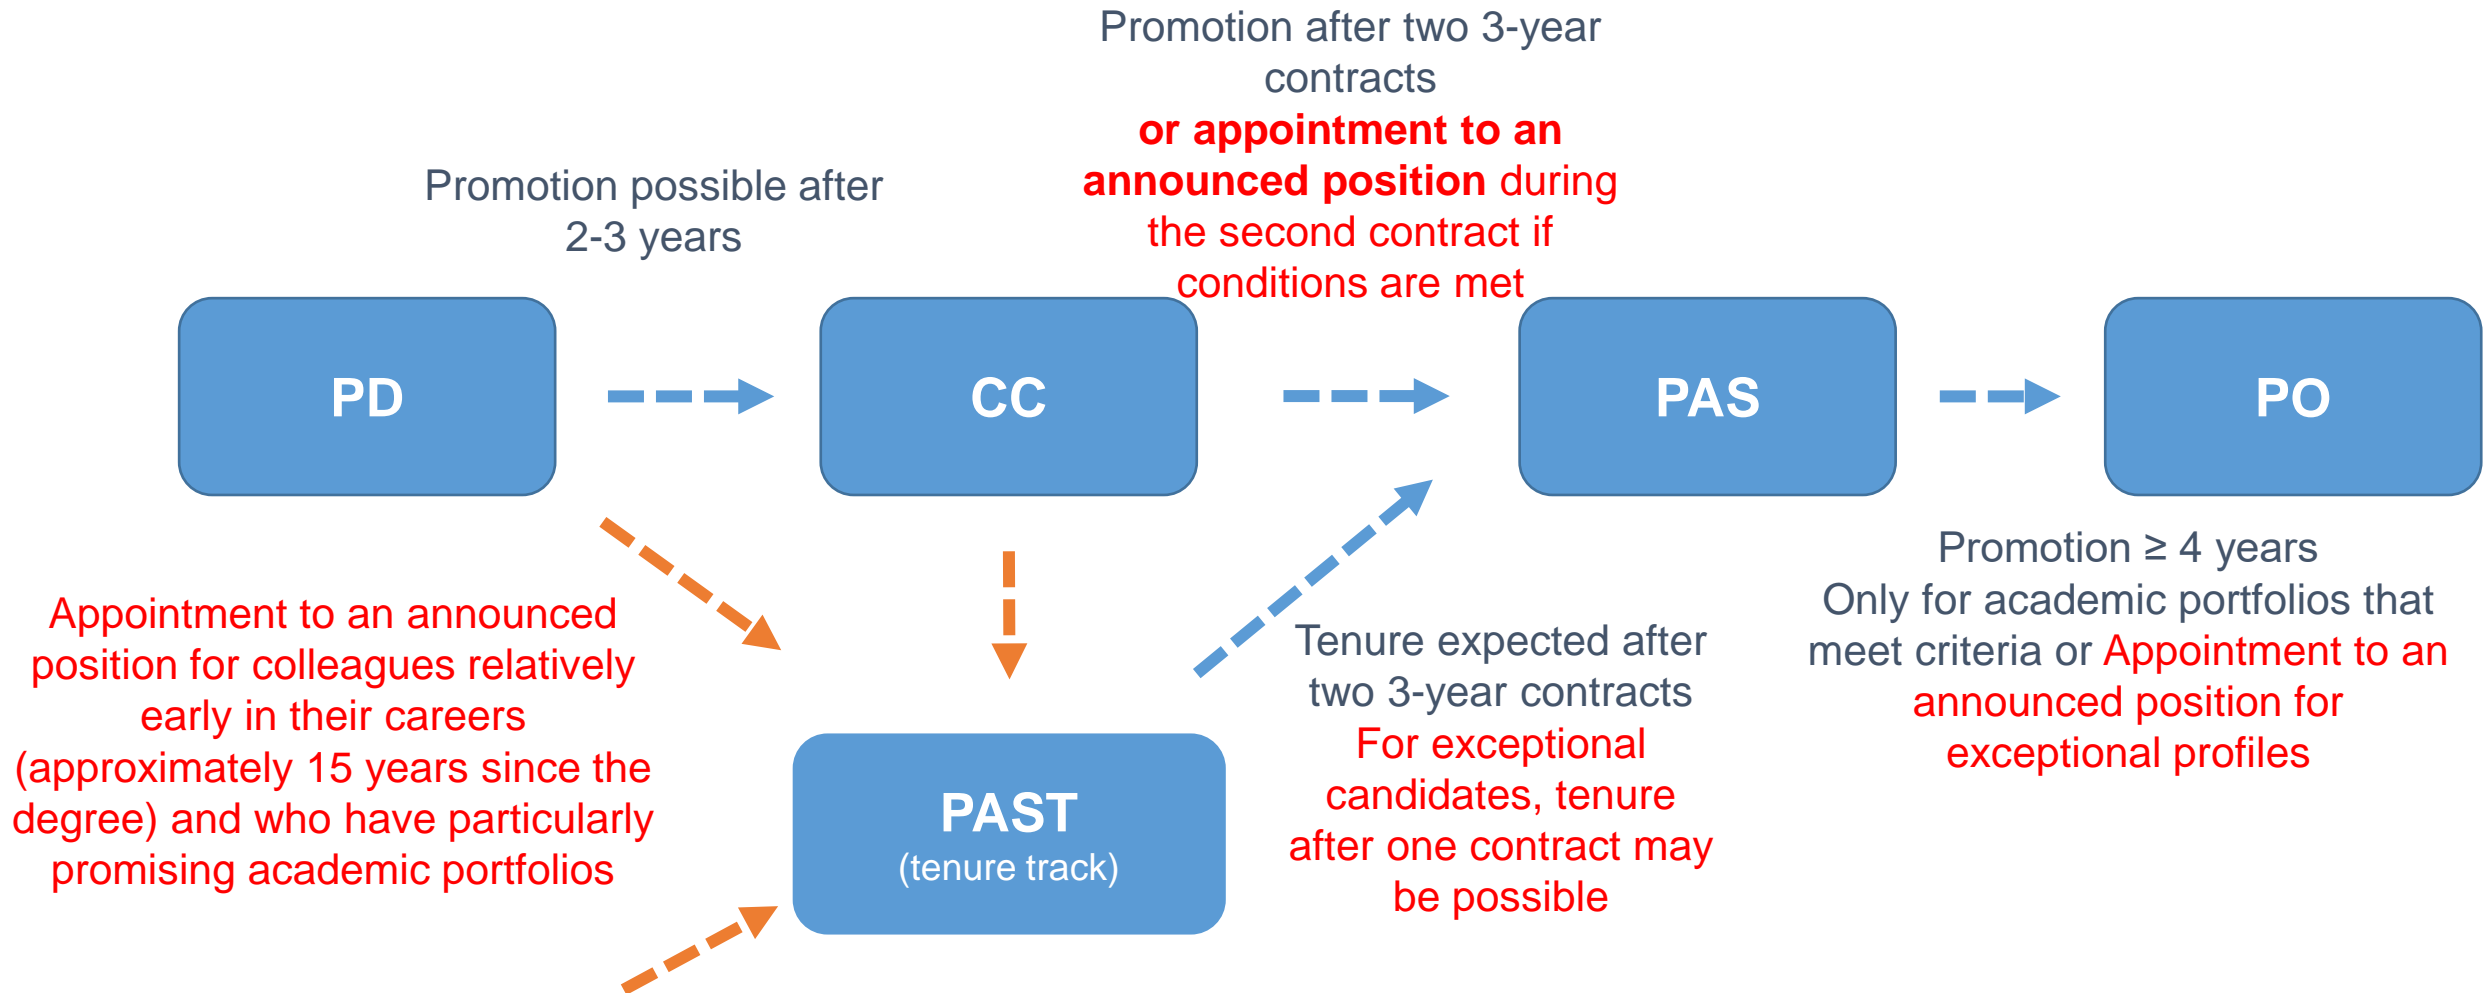 Promotion after two 3-year
contracts
or appointment to an
announced position during
the second contract if
conditions are met
Promotion possible after
2-3 years
PD
CC
PAS
PO
Appointment to an announced
position for colleagues relatively
early in their careers
(approximately 15 years since the
degree) and who have particularly
promising academic portfolios
PAST
(tenure track)
Tenure expected after
two 3-year contracts
For exceptional
candidates, tenure
after one contract may
be possible
Promotion ≥ 4 years
Only for academic portfolios that
meet criteria or Appointment to an
announced position for
exceptional profiles